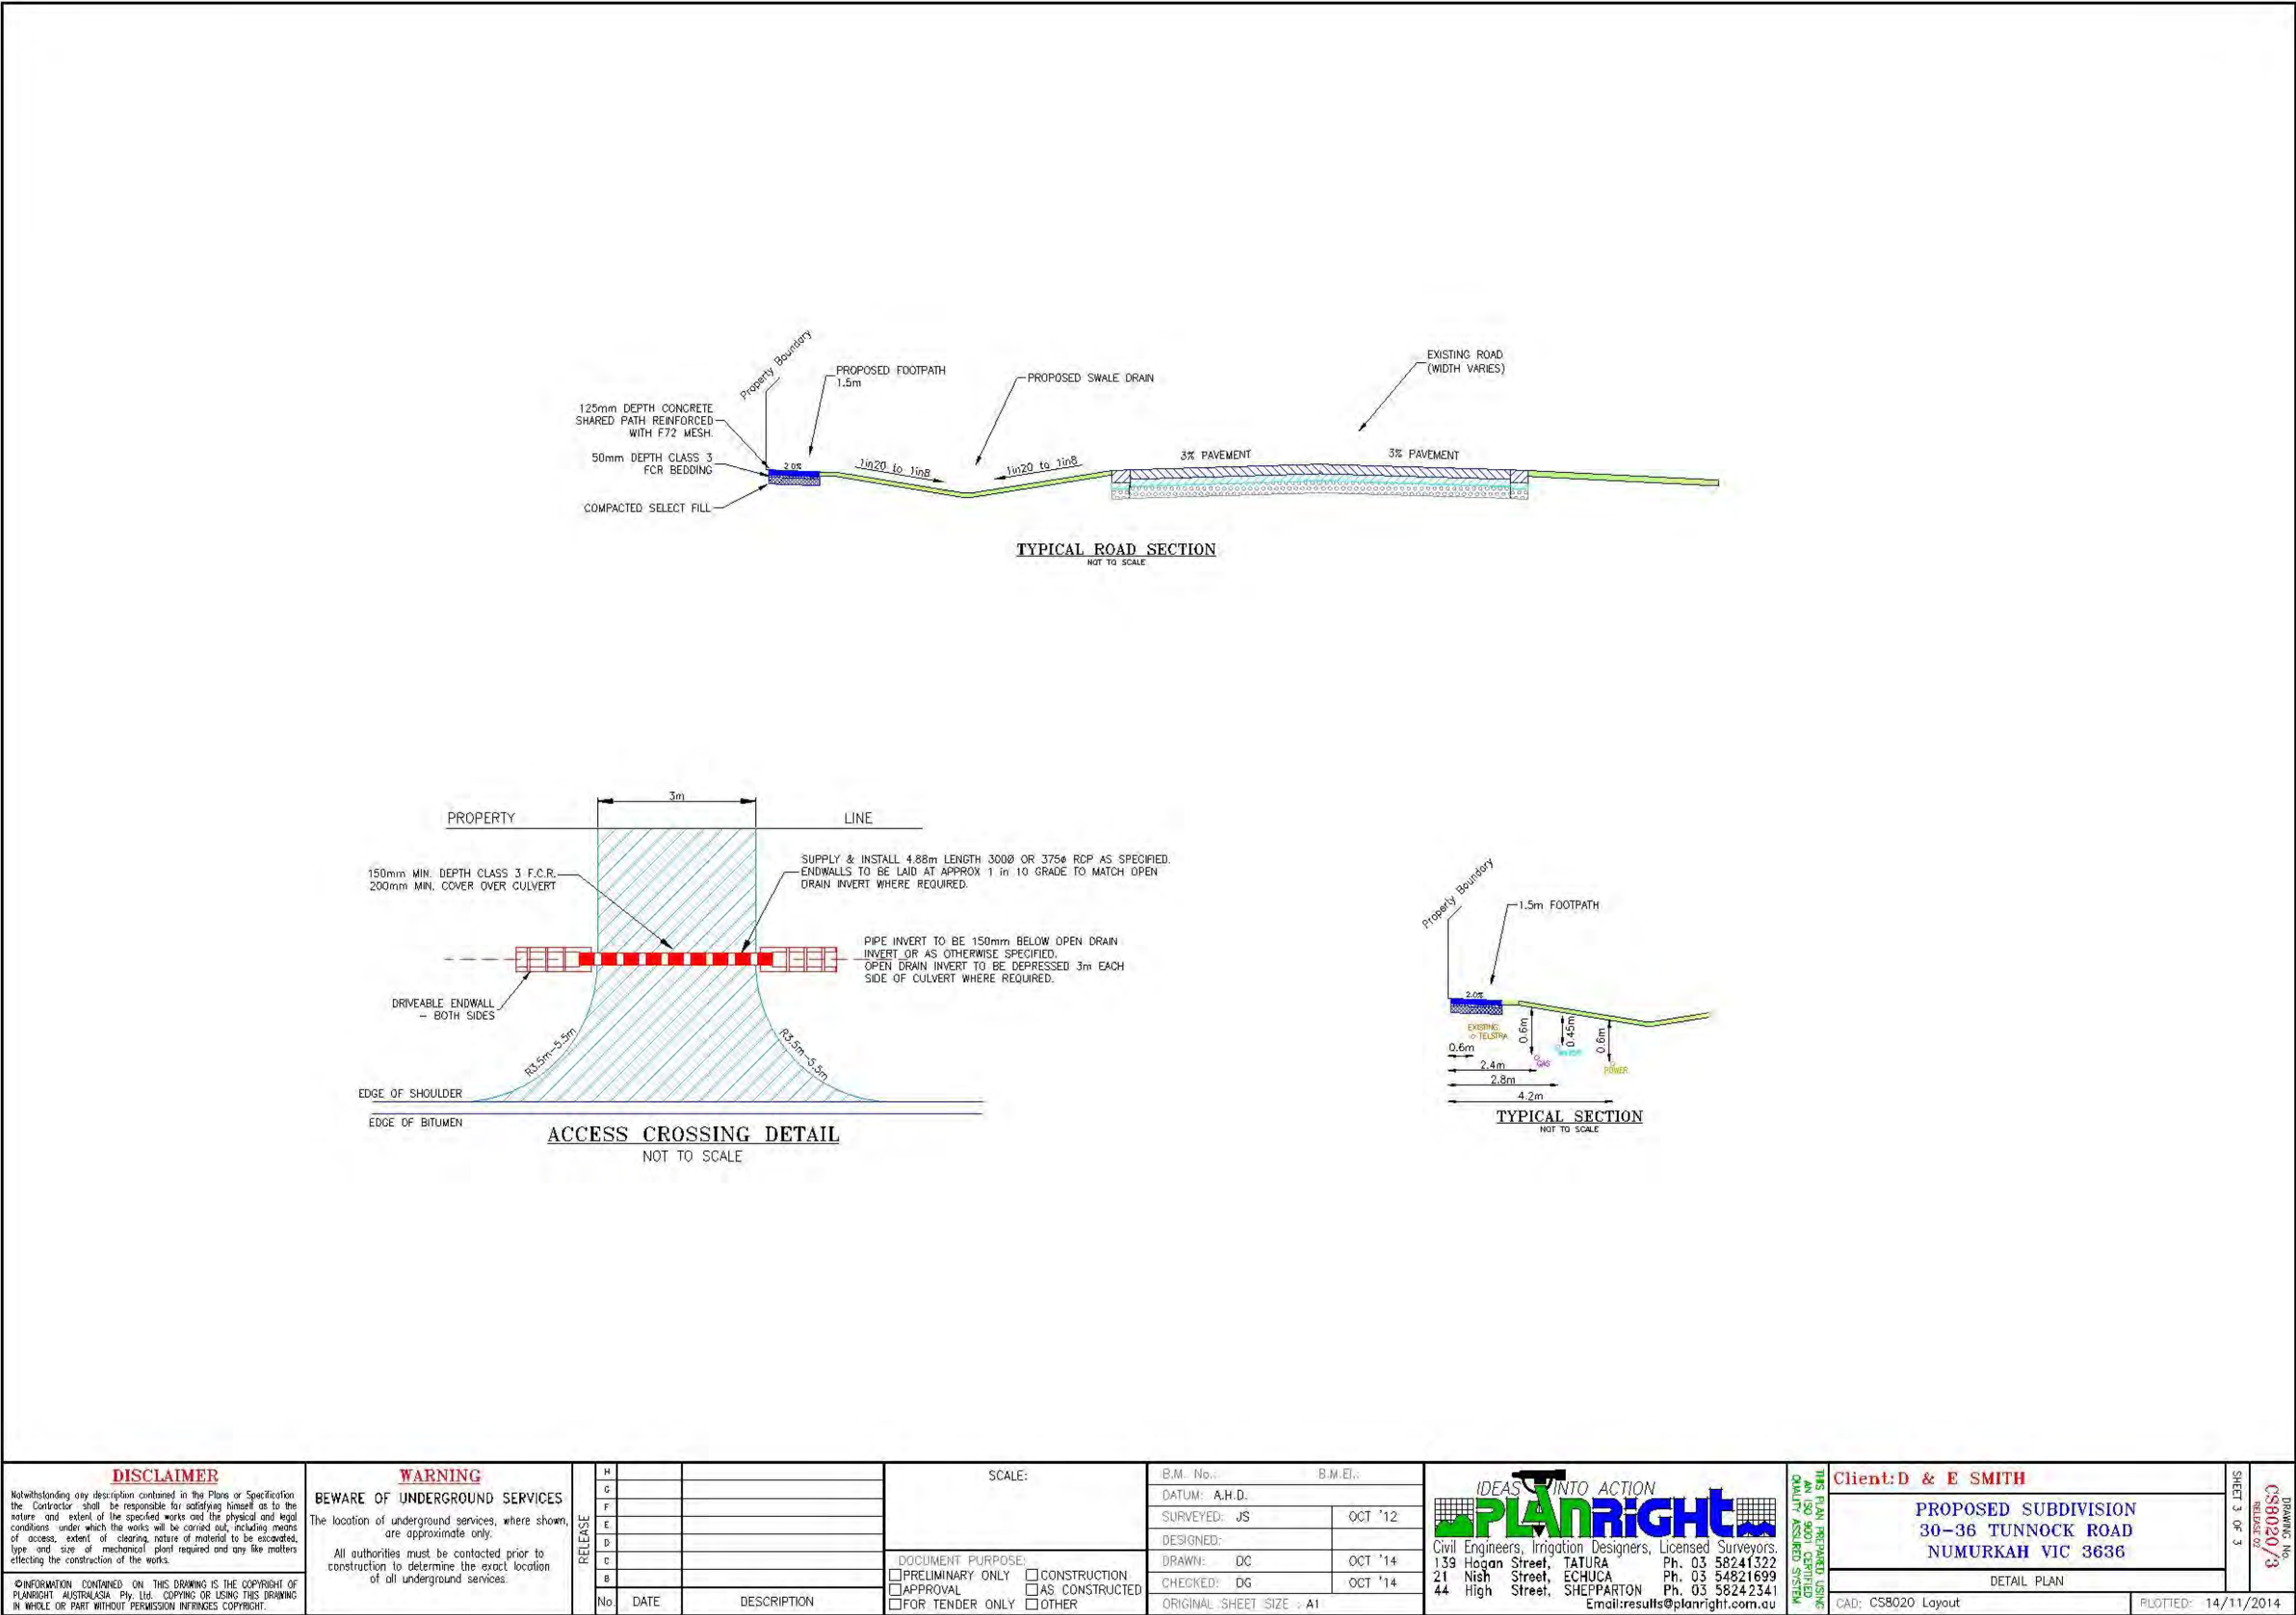 Property Boundary
PROPOSED FOOTPATH
1.5m
PROPOSED SWALE DRAIN
EXISTING ROAD
(WIDTH VARIES)
125mm DEPTH CONCRETE
SHARED PATH REINFORCED
WITH F72 MESH.
50mm DEPTH CLASS 3
FCR BEDDING
COMPACTED SELECT FILL
2.0%
1in20 to 1in8
1in20 to 1in8
3% PAVEMENT
3% PAVEMENT
TYPICAL ROAD SECTION
NOT TO SCALE
3m
PROPERTY
LINE
150mm MIN. DEPTH CLASS 3 F.C.R.
200mm MIN. COVER OVER CULVERT
SUPPLY & INSTALL 4.88m LENGTH 300Ø OR 375ø RCP AS SPECIFIED.
ENDWALLS TO BE LAID AT APPROX 1 in 10 GRADE TO MATCH OPEN
DRAIN INVERT WHERE REQUIRED.
PIPE INVERT TO BE 150mm BELOW OPEN DRAIN
INVERT OR AS OTHERWISE SPECIFIED.
OPEN DRAIN INVERT TO BE DEPRESSED 3m EACH
SIDE OF CULVERT WHERE REQUIRED.
DRIVEABLE ENDWALL
- BOTH SIDES
R3.5m-5.5m
R3.5m-5.5m
EDGE OF SHOULDER
EDGE OF BITUMEN
ACCESS CROSSING DETAIL
NOT TO SCALE
Property Boundary
1.5m FOOTPATH
2.0%
EXISTING
TELSTRA
0.6m
GAS
0.45m
WATER
0.6m
POWER
0.6m
2.4m
2.8m
4.2m
TYPICAL SECTION
NOT TO SCALE
DISCLAIMER
Notwithstanding any description contained in the Plans or Specification
the Contractor shall be responsible for satisfying himself as to the
nature and extent of the specified works and the physical and legal
conditions under which the works will be carried out, including means
of access, extent of clearing, nature of material to be excavated,
type and size of mechanical plant required and any like matters
effecting the construction of the works.
©INFORMATION CONTAINED ON THIS DRAWING IS THE COPYRIGHT OF
PLANRIGHT AUSTRALASIA Pty. Ltd. COPYING OR USING THIS DRAWING
IN WHOLE OR PART WITHOUT PERMISSION INFRINGES COPYRIGHT.
WARNING
BEWARE OF UNDERGROUND SERVICES
The location of underground services, where shown,
are approximate only.
All authorities must be contacted prior to
construction to determine the exact location
of all underground services.
RELEASE
H
G
F
E
D
C
B
No. DATE DESCRIPTION
SCALE:
DOCUMENT PURPOSE:
PRELIMINARY ONLY CONSTRUCTION
APPROVAL AS CONSTRUCTED
FOR TENDER ONLY OTHER
B.M. No.: B.M.El.:
DATUM: A.H.D.
SURVEYED: JS OCT '12
DESIGNED:
DRAWN: DC OCT '14
CHECKED: DG OCT '14
ORIGINAL SHEET SIZE : A1
IDEAS INTO ACTION
PLANRiGHt
Civil Engineers, Irrigation Designers, Licensed Surveyors.
139 Hogan Street, TATURA Ph. 03 58241322
21 Nish Street, ECHUCA Ph. 03 54821699
44 High Street, SHEPPARTON Ph. 03 58242341
Email:results@planright.com.au
THIS PLAN PREPARED USING
AN ISO 9001 CERTIFIED
QUALITY ASSURED SYSTEM
Client:D & E SMITH
PROPOSED SUBDIVISION
30-36 TUNNOCK ROAD
NUMURKAH VIC 3636
DETAIL PLAN
CAD: CS8020 Layout
PLOTTED: 14/11/2014
SHEET 3 OF 3
DRAWING No.
CS8020/3
RELEASE 02